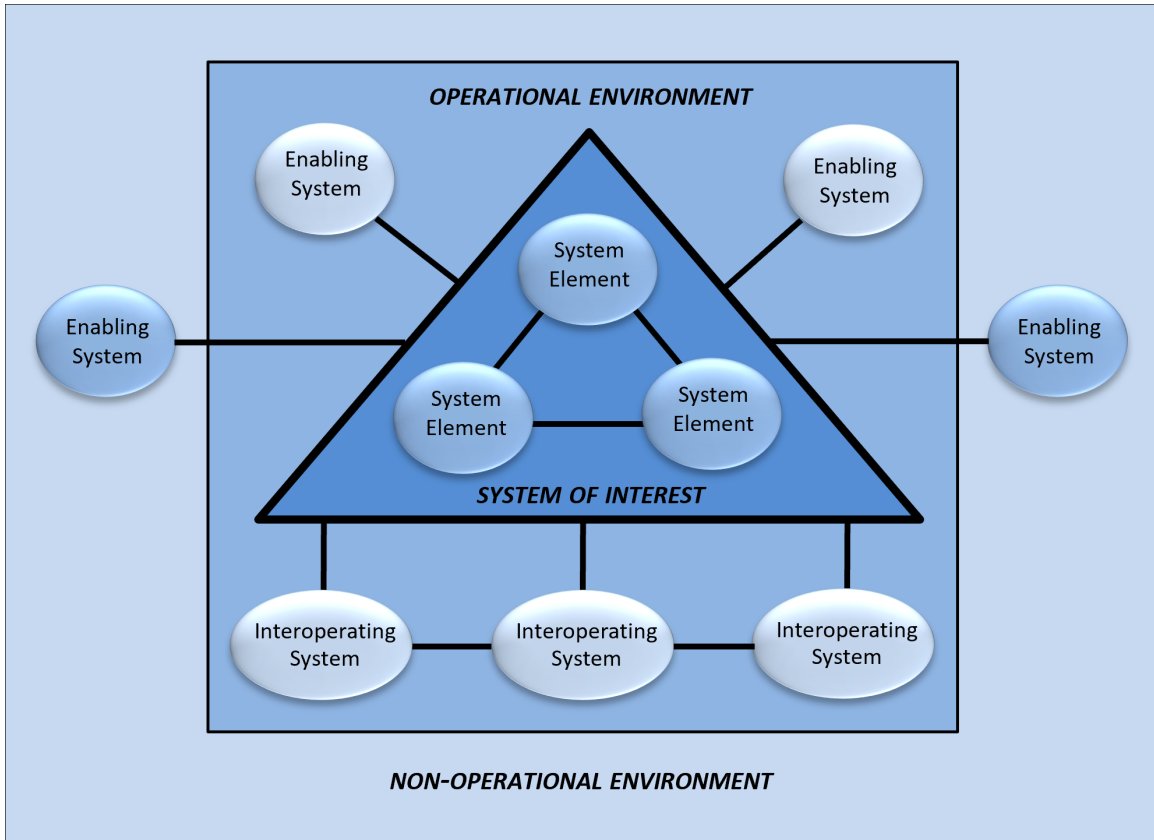 OPERATIONAL ENVIRONMENT
Enabling
System
Enabling
System
System
Element
Enabling
System
Enabling
System
System
Element
System
Element
SYSTEM OF INTEREST
Interoperating
System
Interoperating
System
Interoperating
System
NON-OPERATIONAL ENVIRONMENT